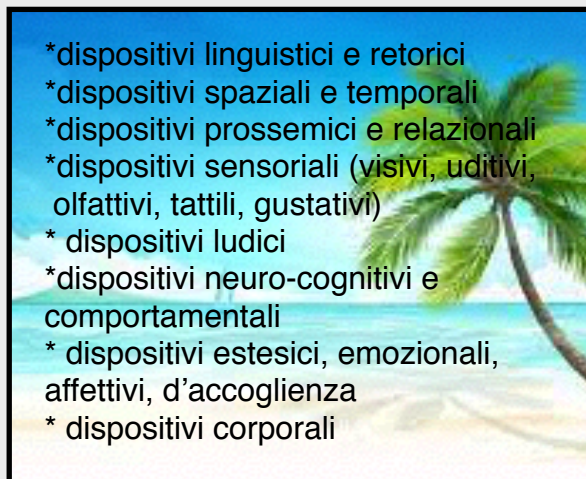 *dispositivi linguistici e retorici
*dispositivi spaziali e temporali
*dispositivi prossemici e relazionali
*dispositivi sensoriali (visivi, uditivi,
olfattivi, tattili, gustativi)
* dispositivi ludici
*dispositivi neuro-cognitivi e
comportamentali
* dispositivi estesici, emozionali,
affettivi, d’accoglienza
* dispositivi corporali